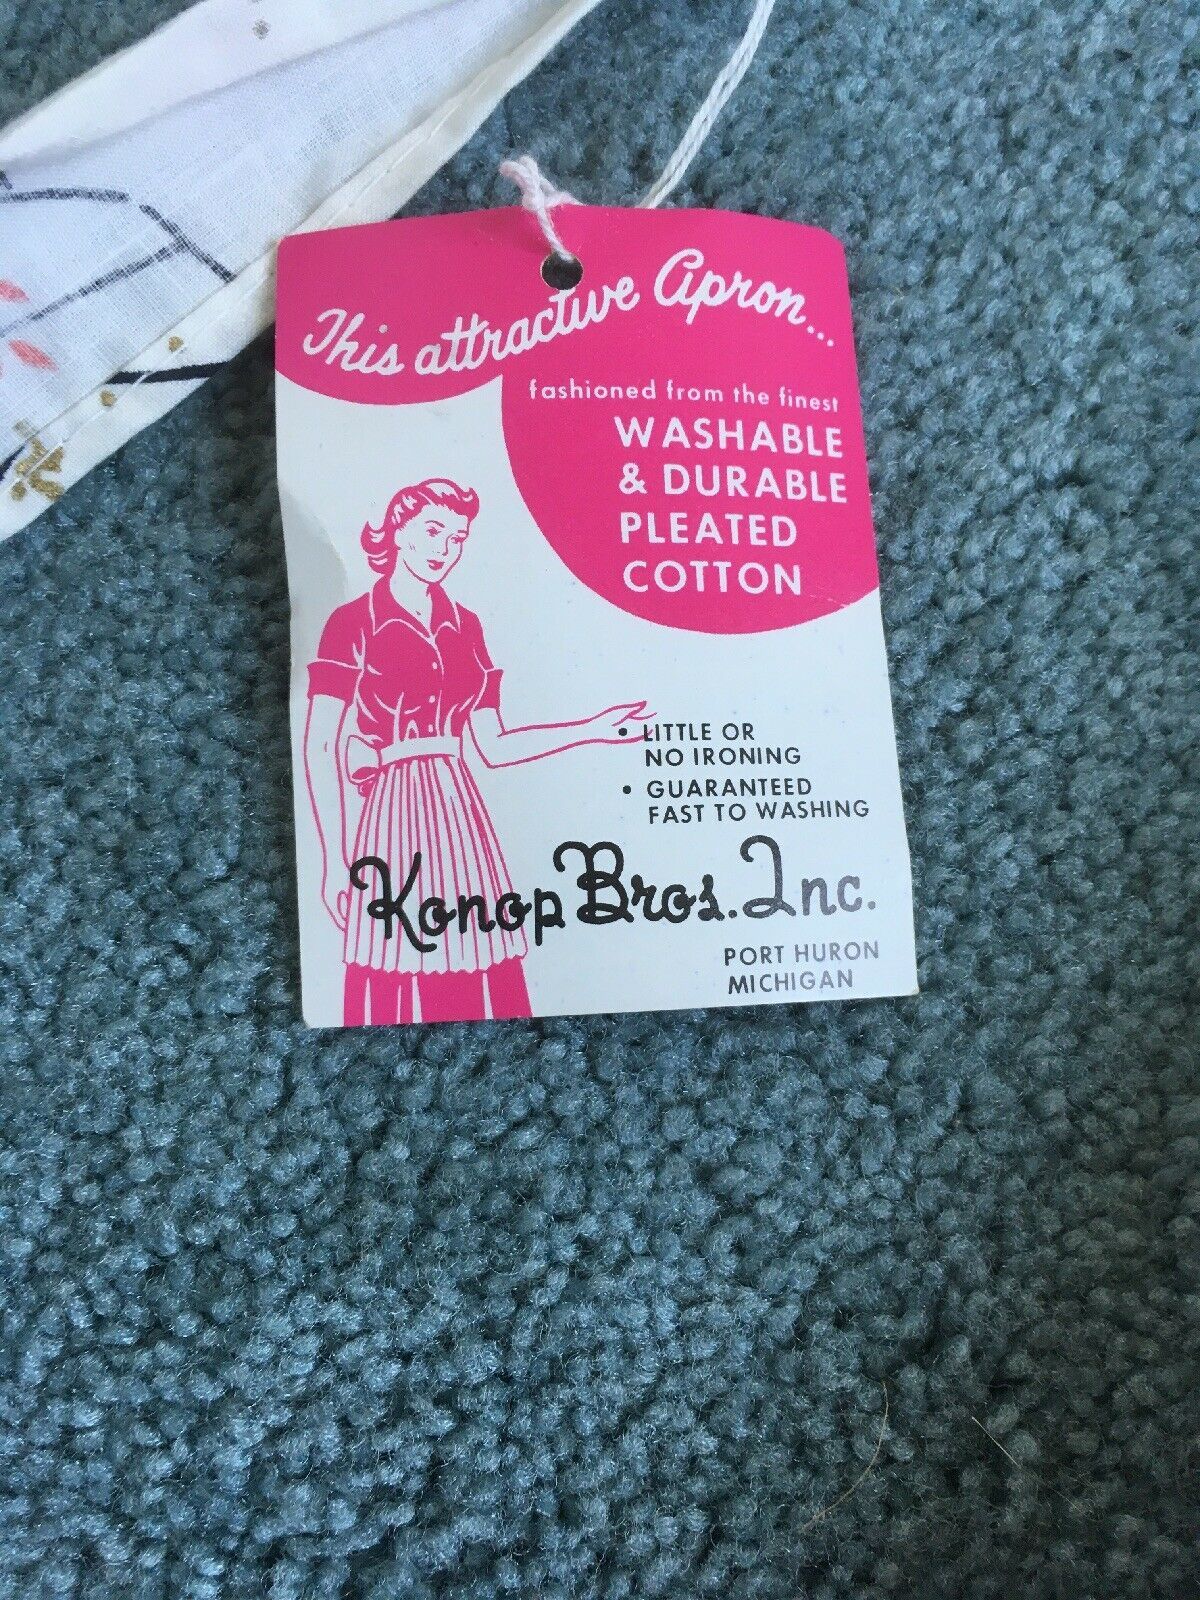 This attractive Apron...
fashioned from the finest
WASHABLE
& DURABLE
PLEATED
COTTON
• LITTLE OR
NO IRONING
• GUARANTEED
FAST TO WASHING
Konop Bros. Inc.
PORT HURON
MICHIGAN